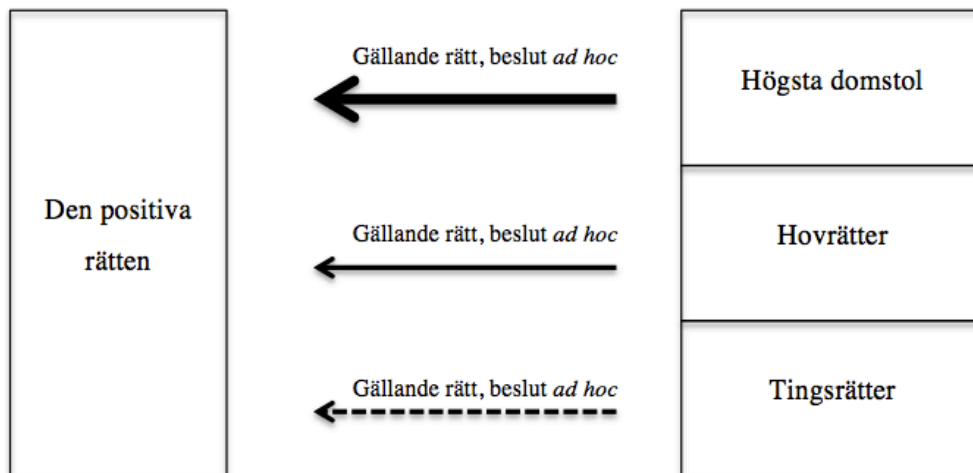 Gällande rätt, beslut ad hoc
Högsta domstol
Den positiva
rätten
Gällande rätt, beslut ad hoc
Hovrätter
Gällande rätt, beslut ad hoc
Tingsrätter